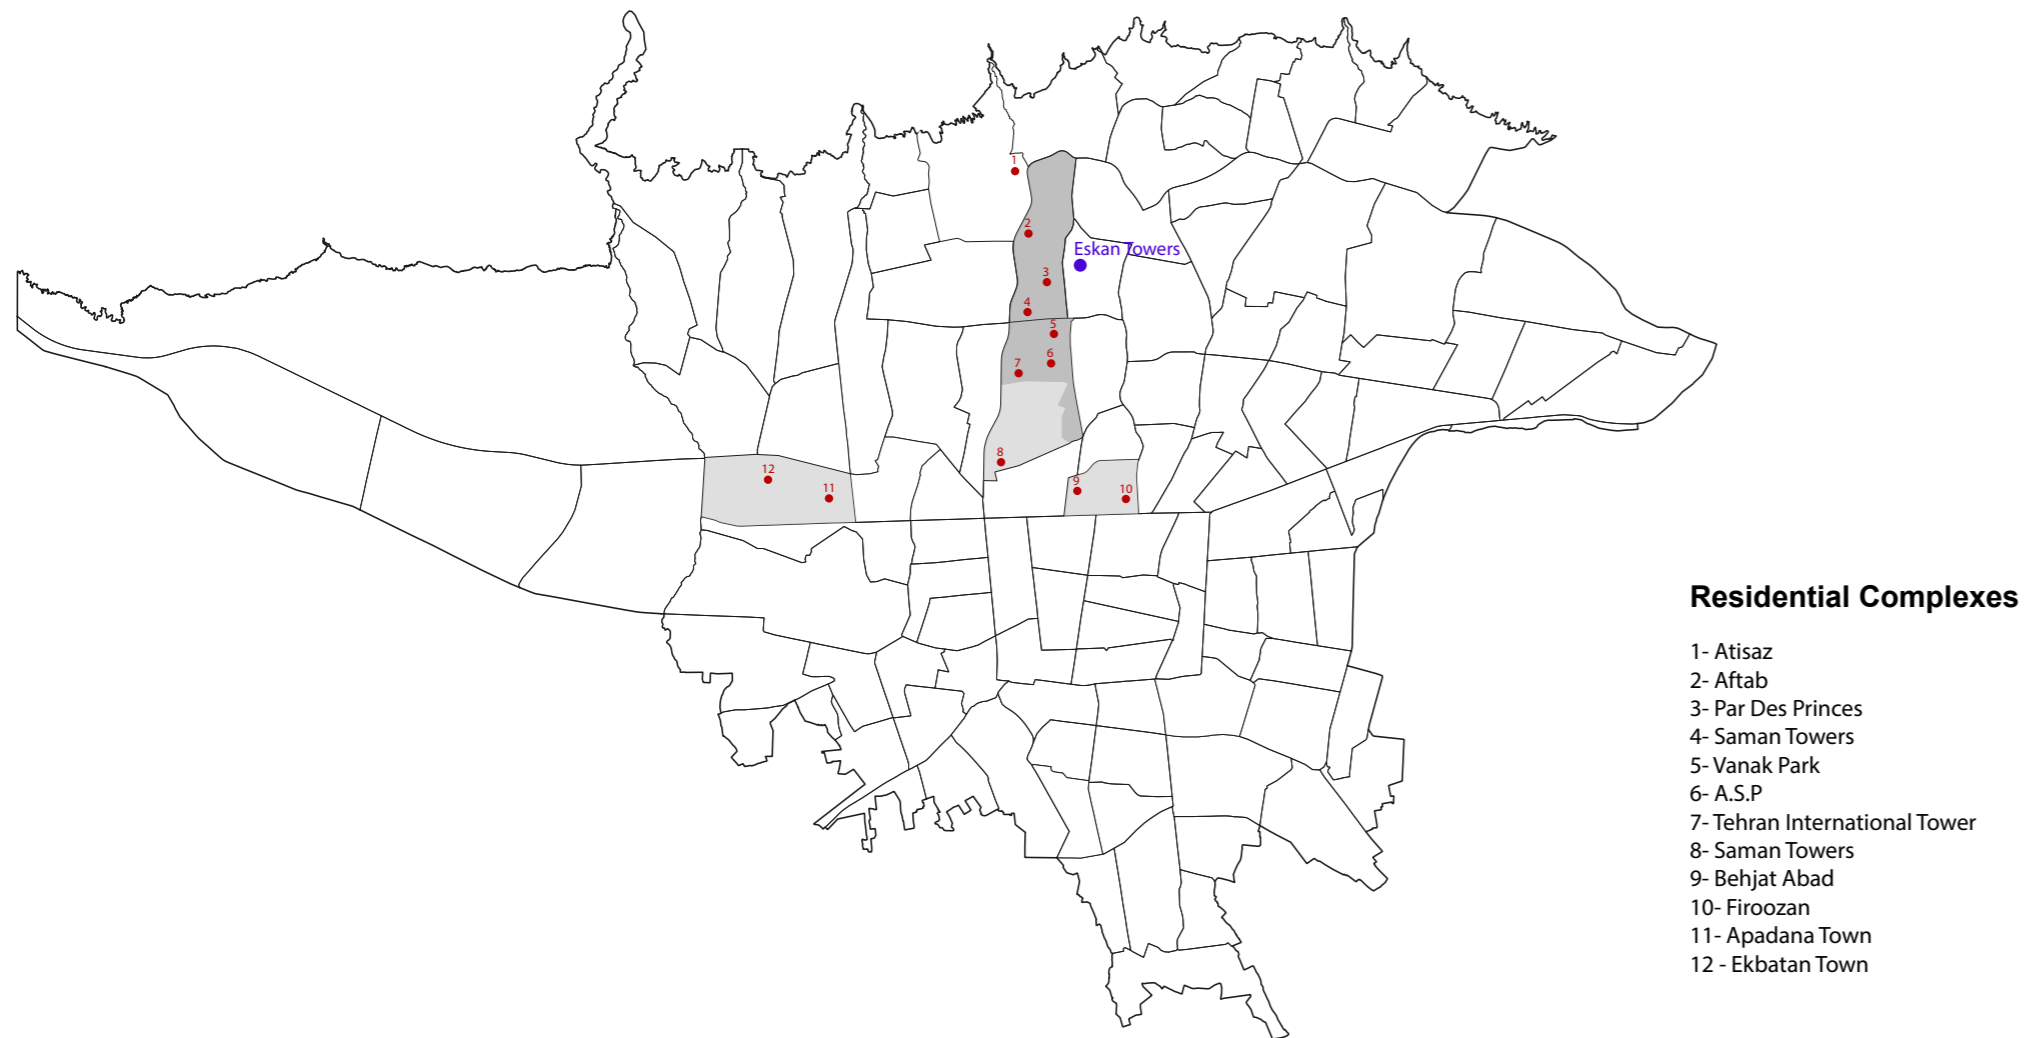 1
2
Eskan Towers
3
4
5
6
7
8
12
9
11
10
Residential Complexes
1- Atisaz
2- Aftab
3- Par Des Princes
4- Saman Towers
5- Vanak Park
6- A.S.P
7- Tehran International Tower
8- Saman Towers
9- Behjat Abad
10- Firoozan
11- Apadana Town
12 - Ekbatan Town